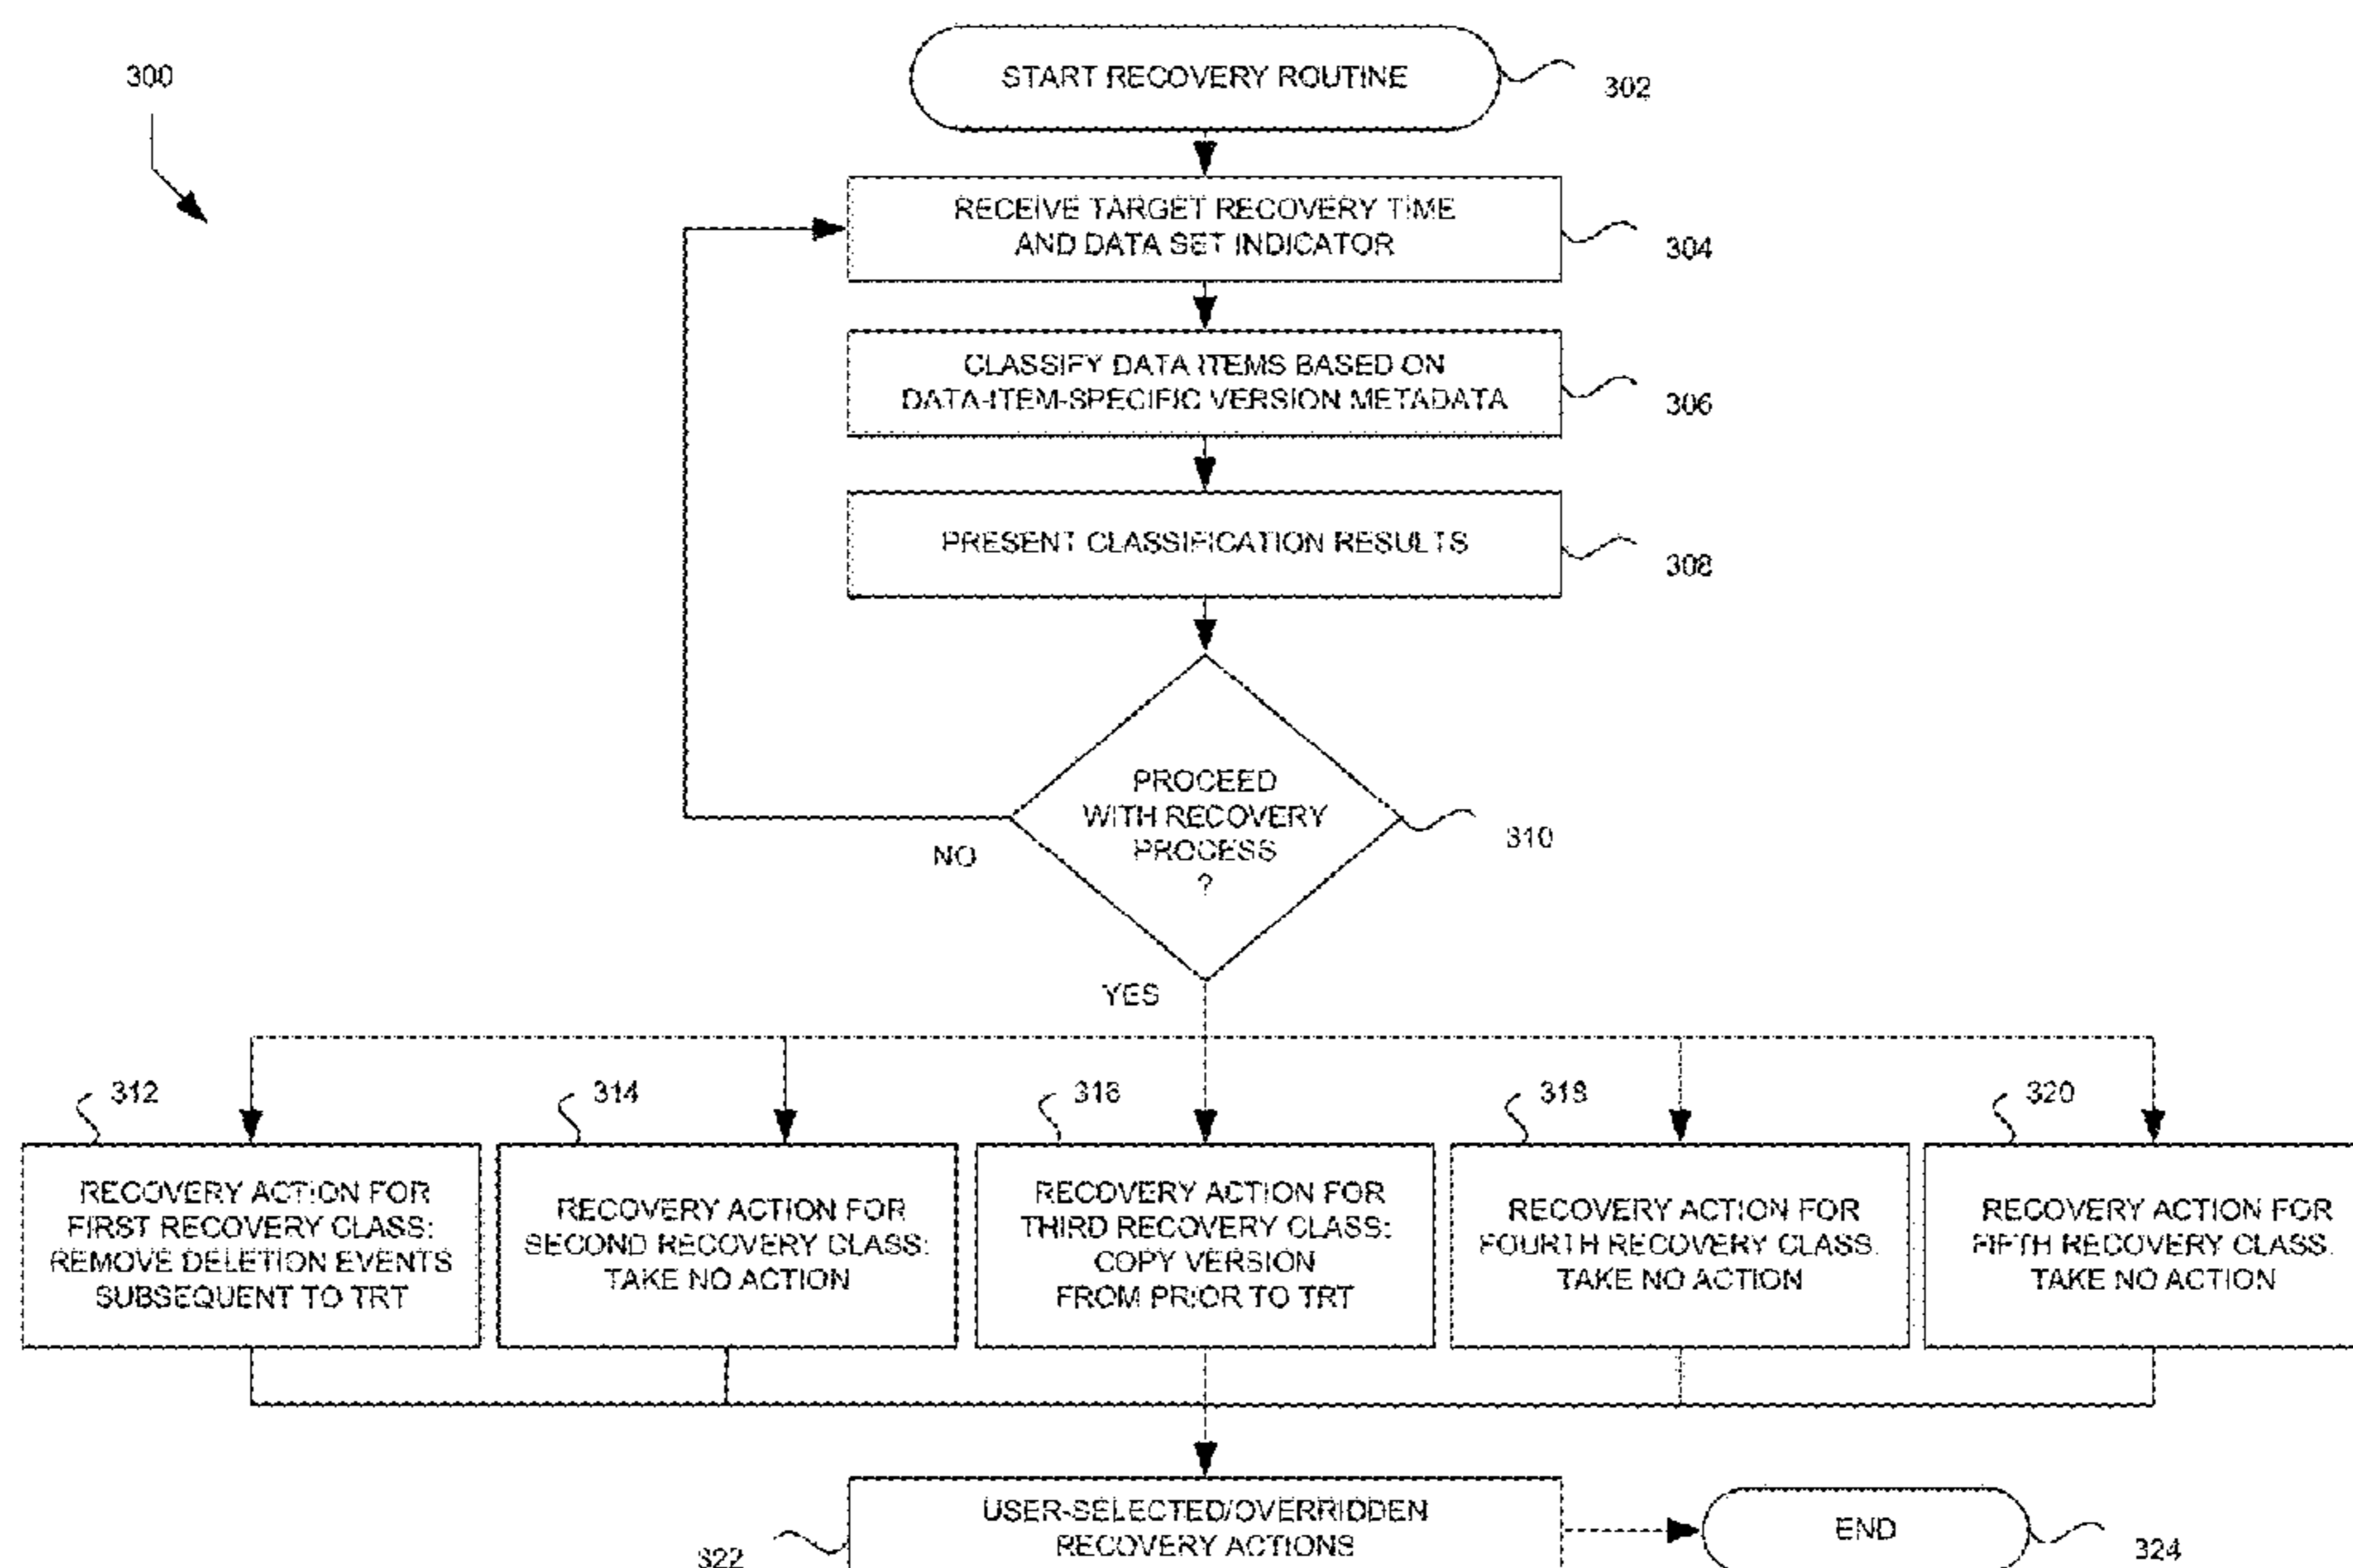 300
START RECOVERY ROUTINE
302
RECEIVE TARGET RECOVERY TIME
AND DATA SET INDICATOR
304
CLASSIFY DATA ITEMS BASED ON
DATA-ITEM-SPECIFIC VERSION METADATA
306
PRESENT CLASSIFICATION RESULTS
308
PROCEED
WITH RECOVERY
PROCESS
?
310
NO
YES
312
RECOVERY ACTION FOR
FIRST RECOVERY CLASS:
REMOVE DELETION EVENTS
SUBSEQUENT TO TRT
314
RECOVERY ACTION FOR
SECOND RECOVERY CLASS:
TAKE NO ACTION
316
RECOVERY ACTION FOR
THIRD RECOVERY CLASS:
COPY VERSION
FROM PRIOR TO TRT
318
RECOVERY ACTION FOR
FOURTH RECOVERY CLASS.
TAKE NO ACTION
320
RECOVERY ACTION FOR
FIFTH RECOVERY CLASS.
TAKE NO ACTION
USER-SELECTED/OVERRIDDEN
RECOVERY ACTIONS
322
END
324